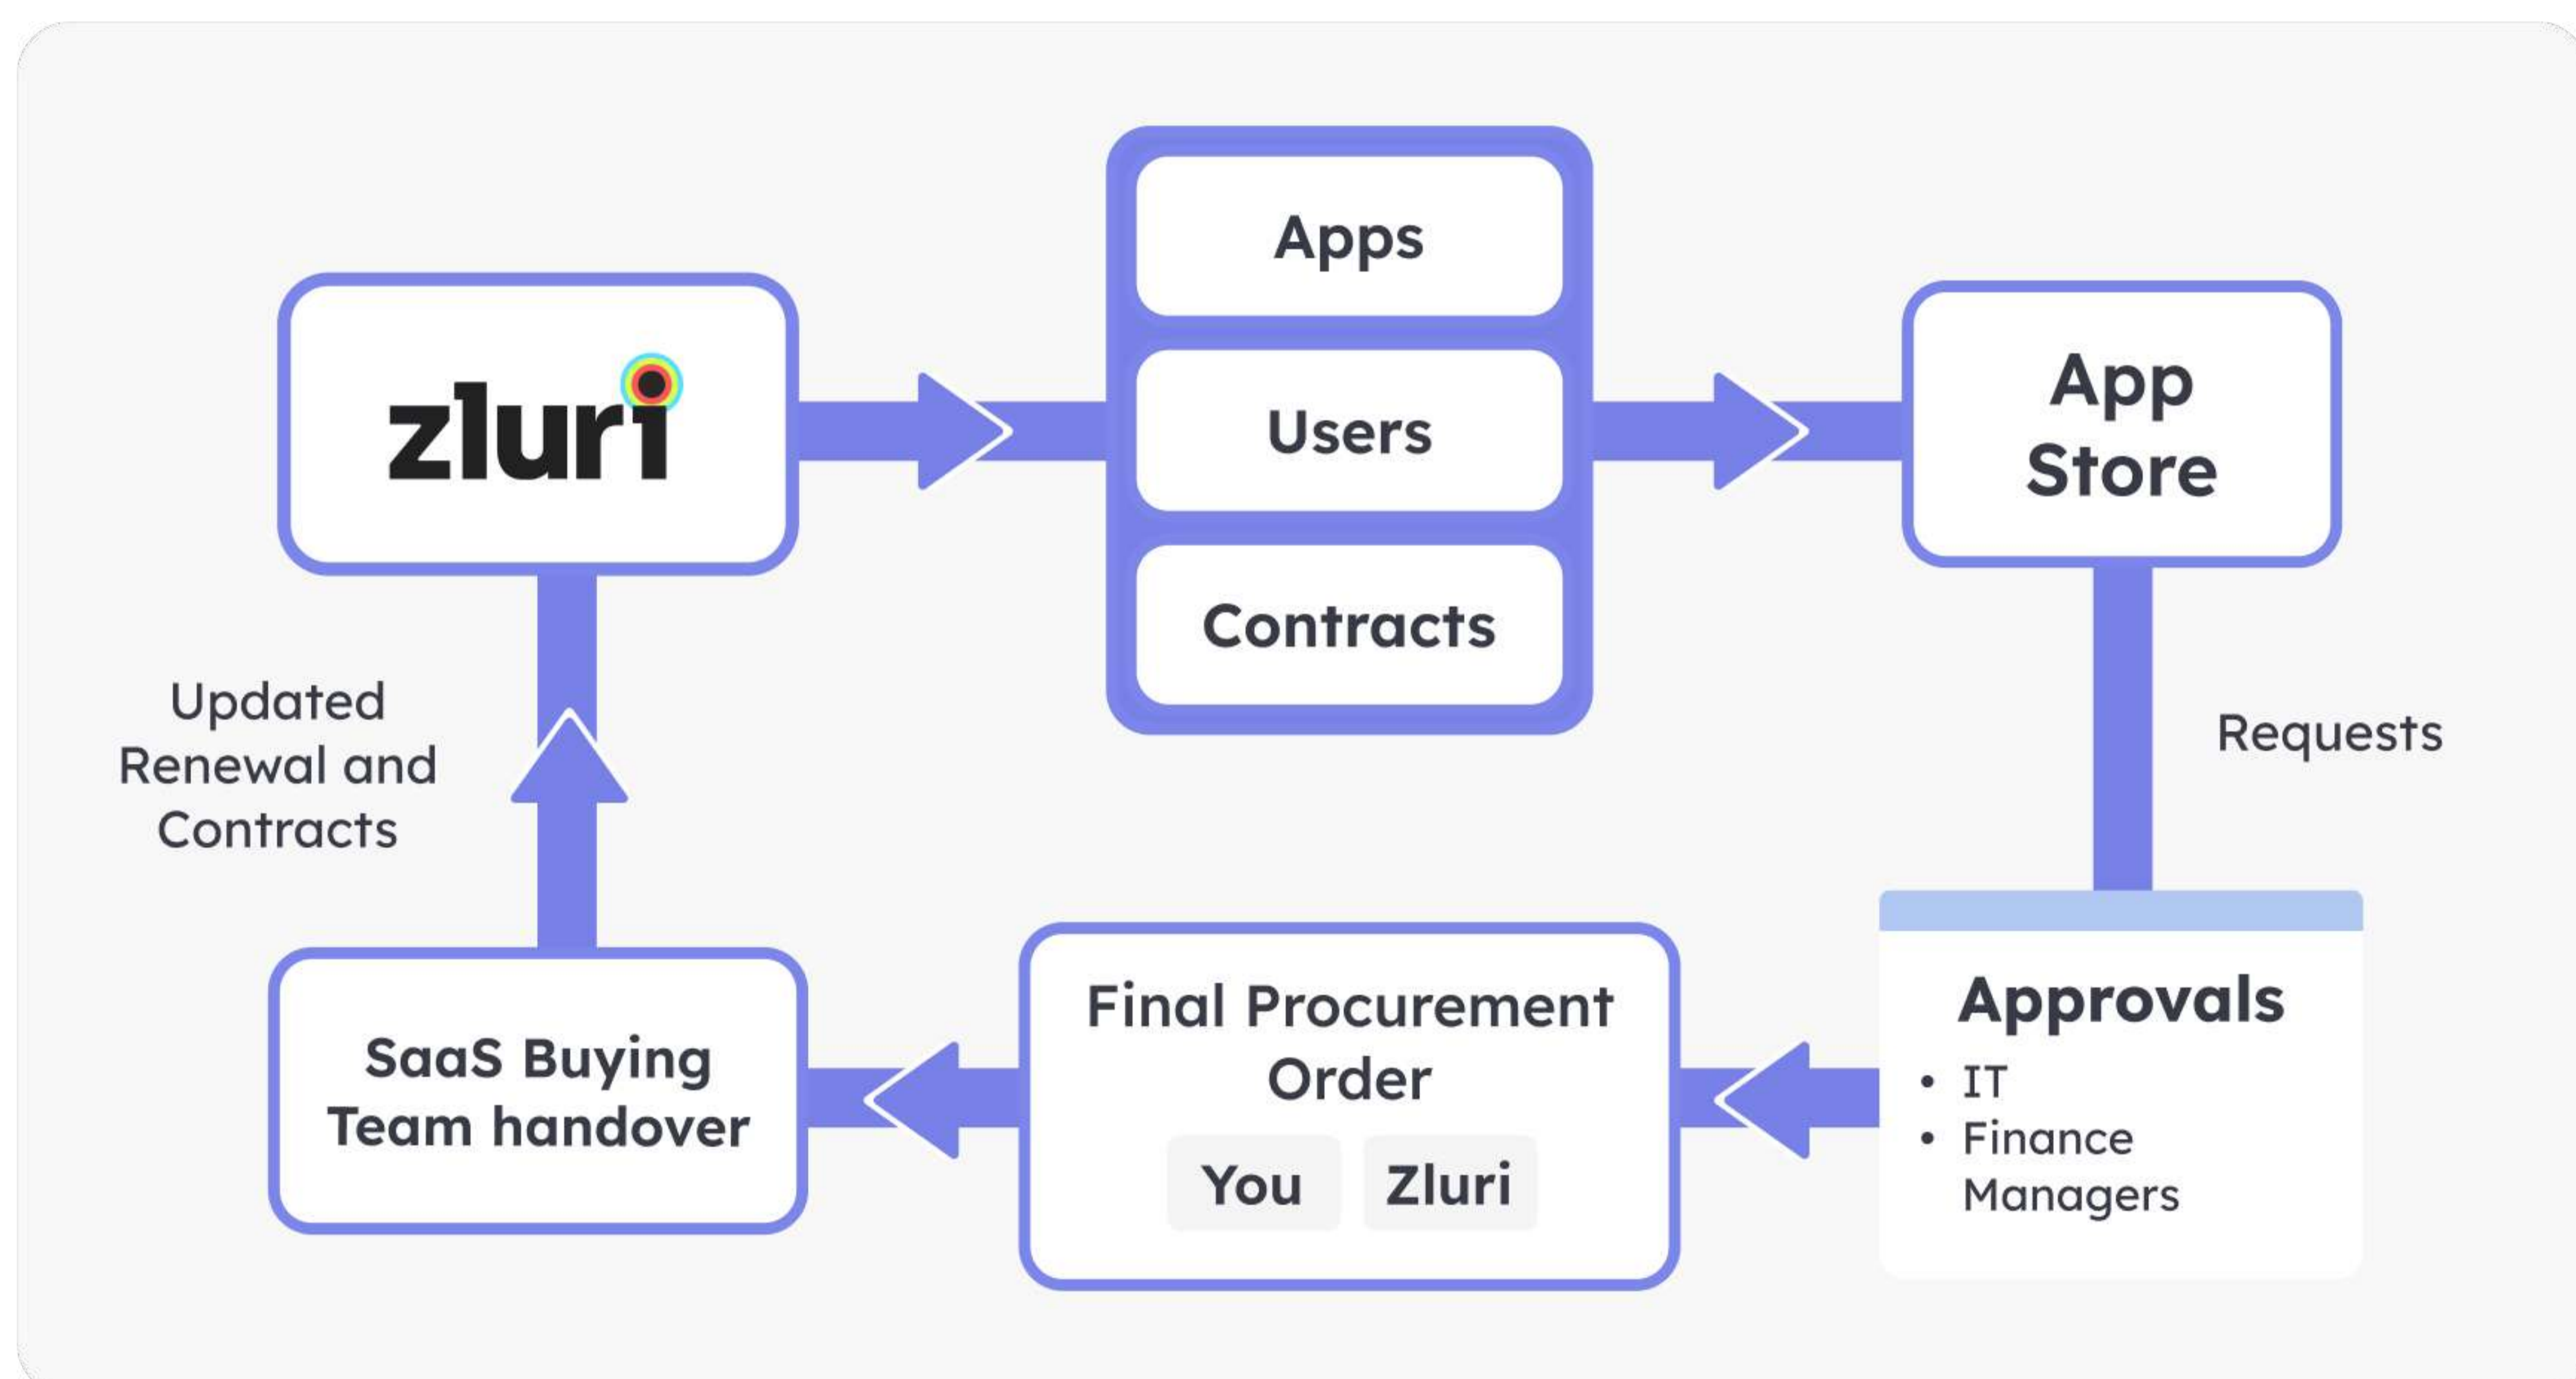 zluri
Apps
Users
Contracts
App
Store
Requests
Approvals
• IT
• Finance
Managers
Final Procurement
Order
You Zluri
SaaS Buying
Team handover
Updated
Renewal and
Contracts